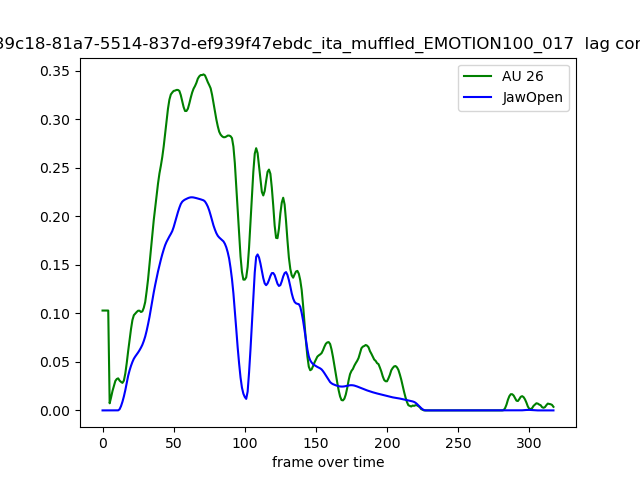 39c18-81a7-5514-837d-ef939f47ebdc_ita_muffled_EMOTION100_017 lag cor
AU 26
JawOpen
0.35
0.30
0.25
0.20
0.15
0.10
0.05
0.00
0 50 100 150 200 250 300
frame over time